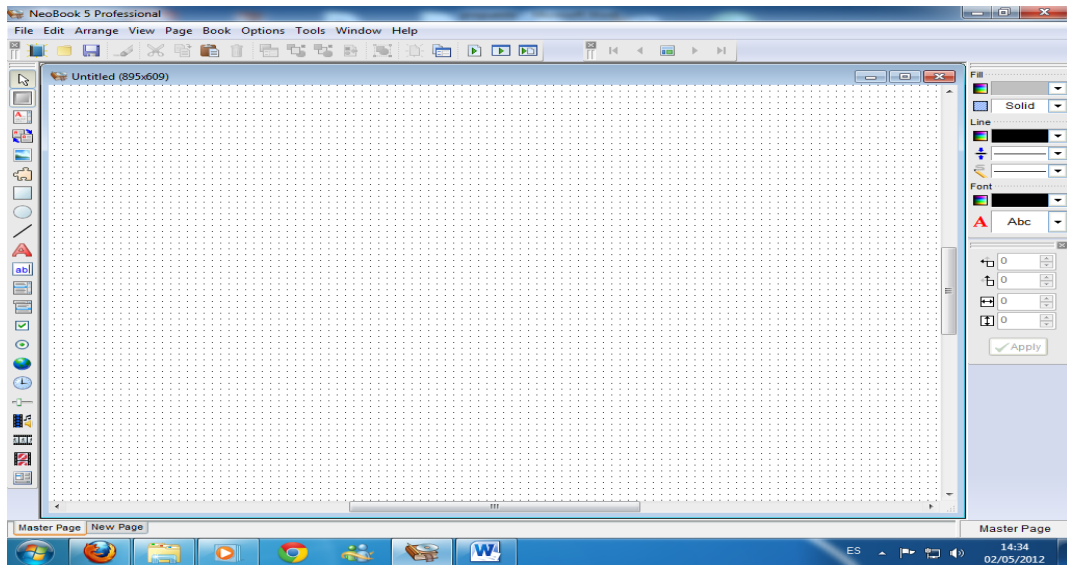 NeoBook 5 Professional
File Edit Arrange View Page Book Options Tools Window Help
Untitled (895x609)
Fill
Solid
Line
Font
A Abc
0
0
0
0
Apply
A
A
ab
Master Page New Page
Master Page
W
ES
14:34
02/05/2012